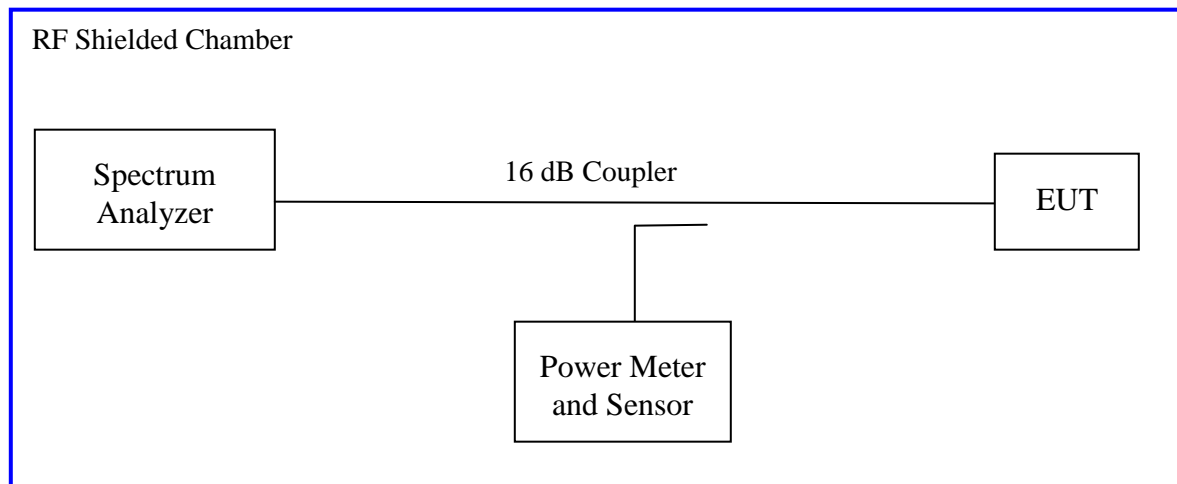 RF Shielded Chamber
Spectrum
Analyzer
16 dB Coupler
EUT
Power Meter
and Sensor